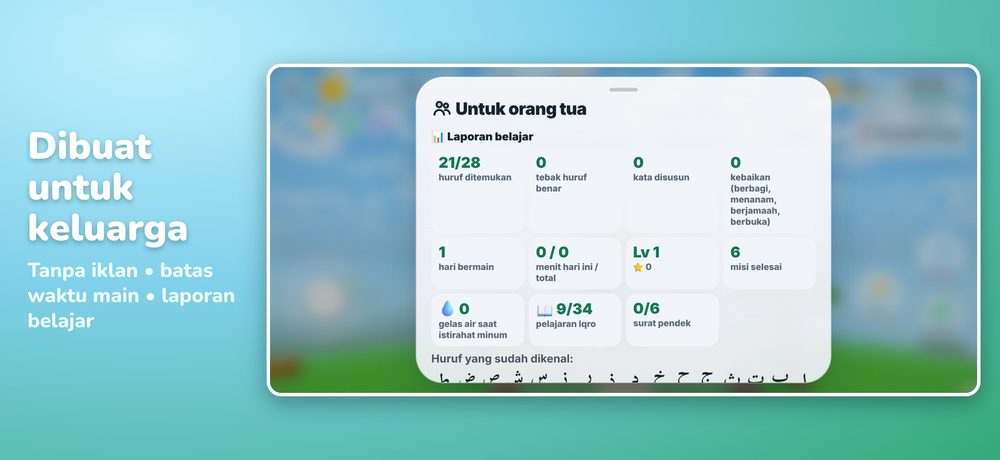 Dibuat
untuk
keluarga
Tanpa iklan • batas
waktu main • laporan
belajar
Untuk orang tua
📊 Laporan belajar
21/28
huruf ditemukan
0
tebak huruf
benar
0
kata disusun
0
kebaikan
(berbagi,
menanam,
berjamaah,
berbuka)
1
hari bermain
0 / 0
menit hari ini /
total
Lv 1
⭐ 0
6
misi selesai
💧 0
gelas air saat
istirahat minum
📖 9/34
pelajaran Iqro
0/6
surat pendek
Huruf yang sudah dikenal:
ا ب ت ث ج ح خ د ذ ر ز س ش ص ض ط